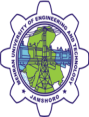 MEHRAN UNIVERSITY OF ENGINEERING AND TECHNOLOGY
JAMSHORO